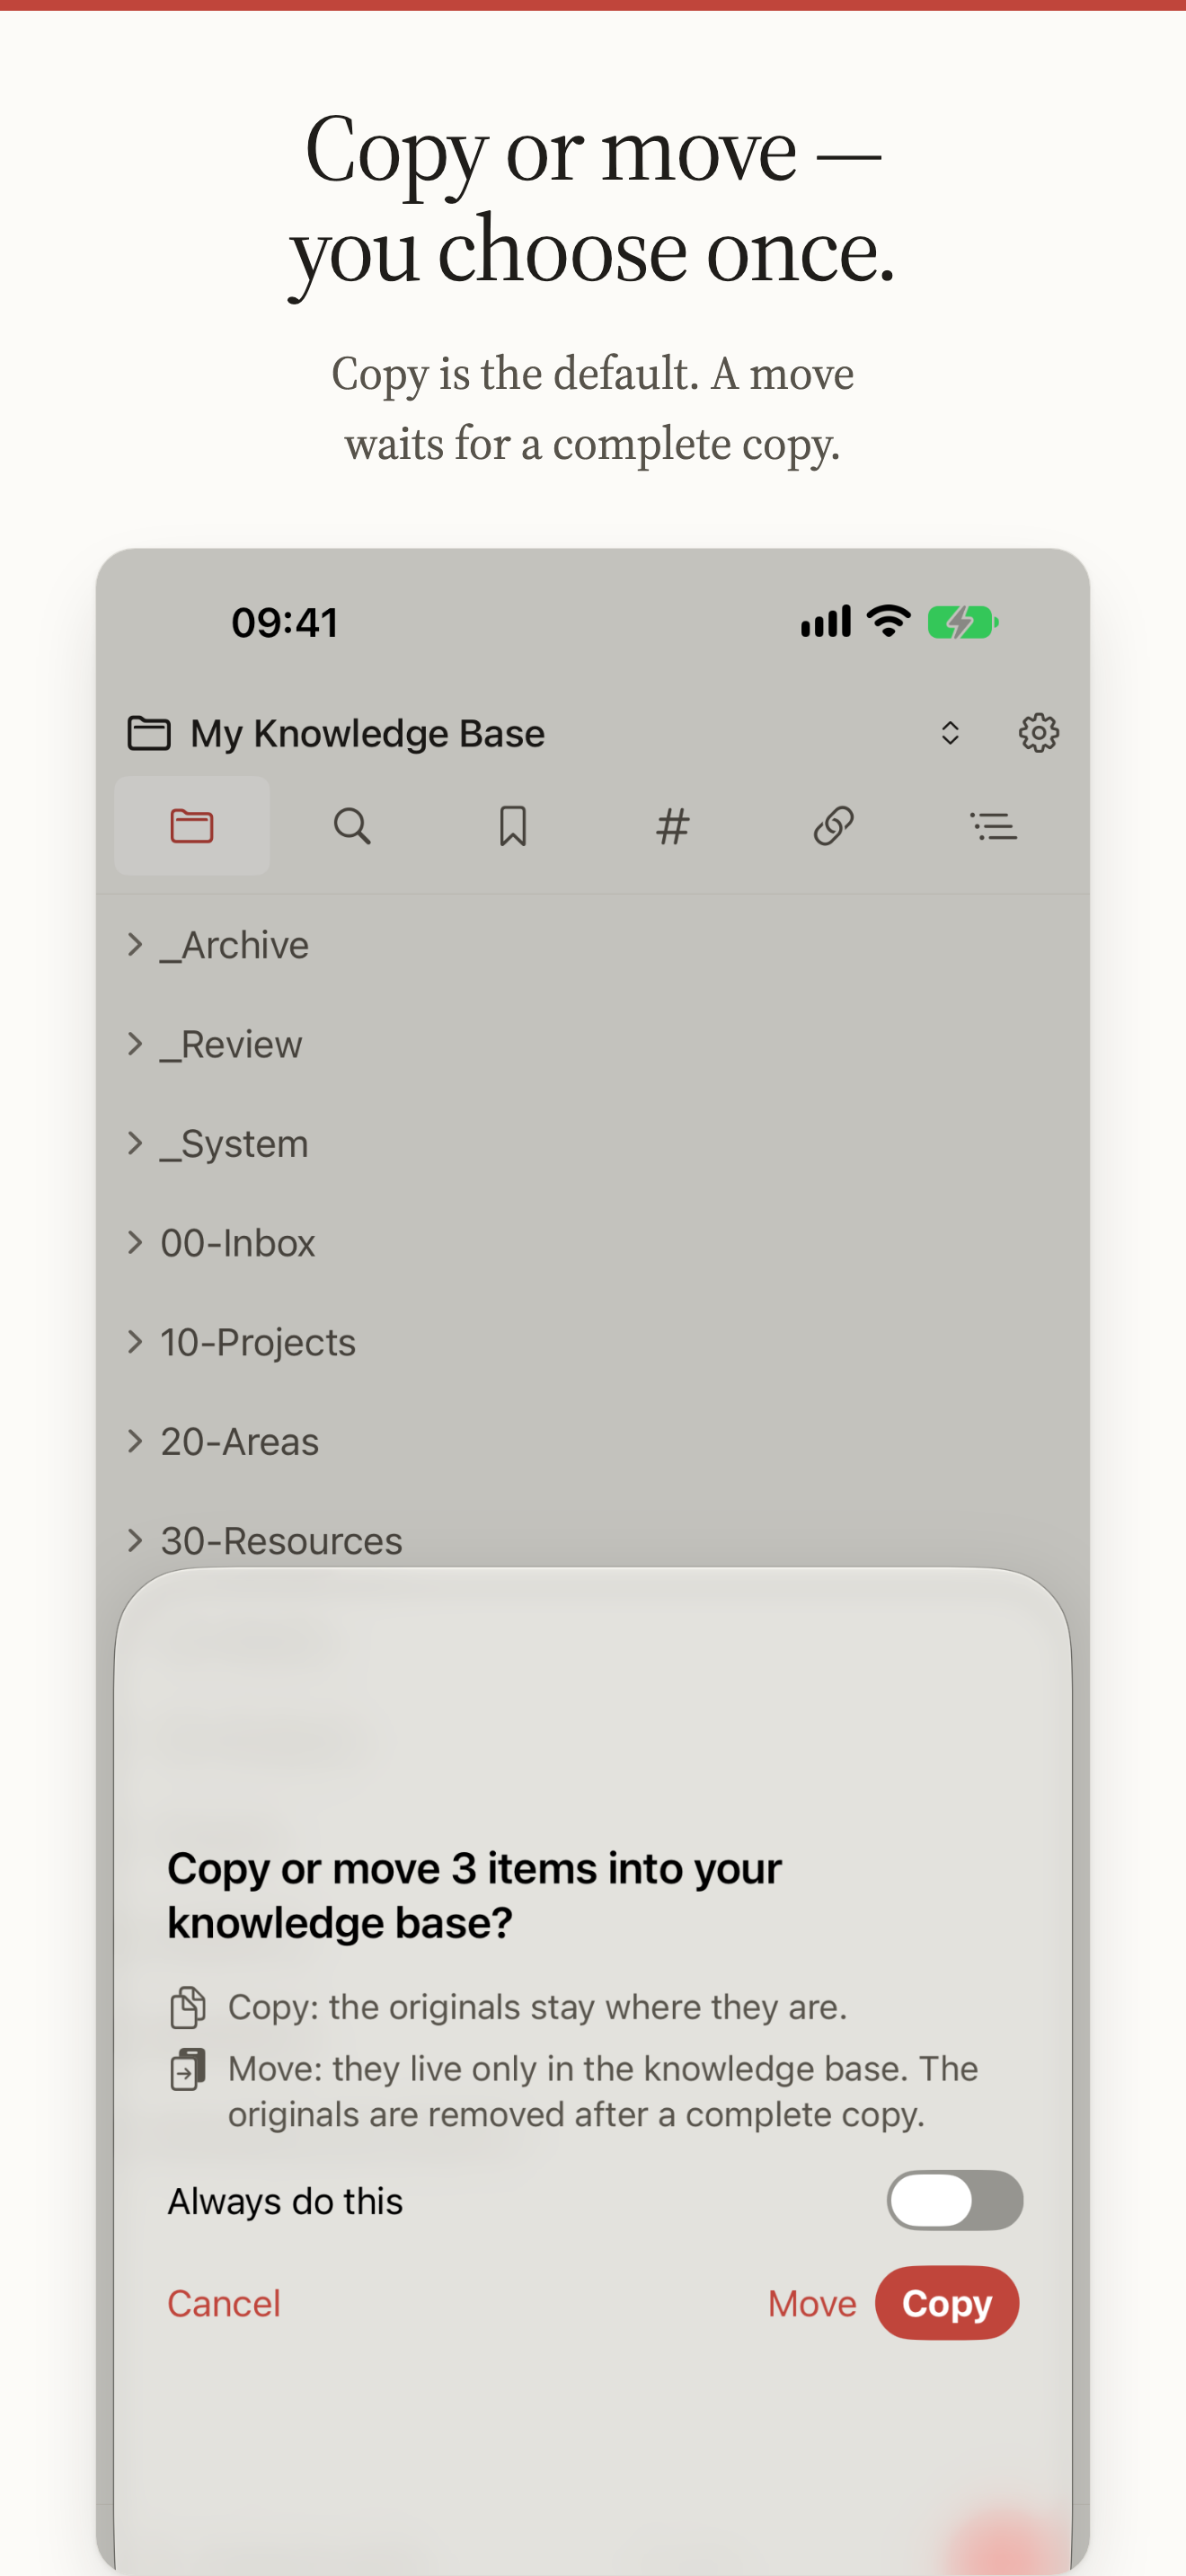 Copy or move —
you choose once.
Copy is the default. A move
waits for a complete copy.
09:41
My Knowledge Base
_Archive
_Review
_System
00-Inbox
10-Projects
20-Areas
30-Resources
Copy or move 3 items into your
knowledge base?
Copy: the originals stay where they are.
Move: they live only in the knowledge base. The
originals are removed after a complete copy.
Always do this
Cancel
Move
Copy